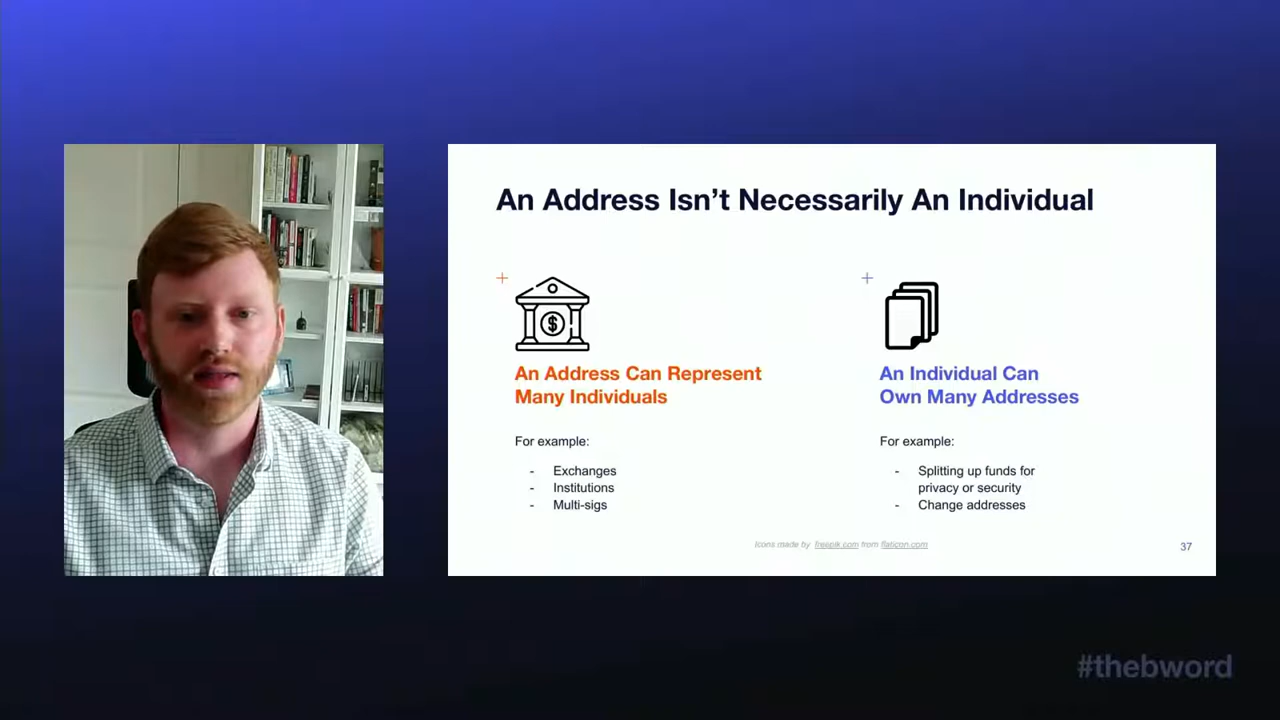 An Address Isn't Necessarily An Individual
An Address Can Represent
Many Individuals
For example:
- Exchanges
- Institutions
- Multi-sigs
An Individual Can
Own Many Addresses
For example:
- Splitting up funds for
privacy or security
- Change addresses
Icons made by freepik.com from flaticon.com
37
#thebword